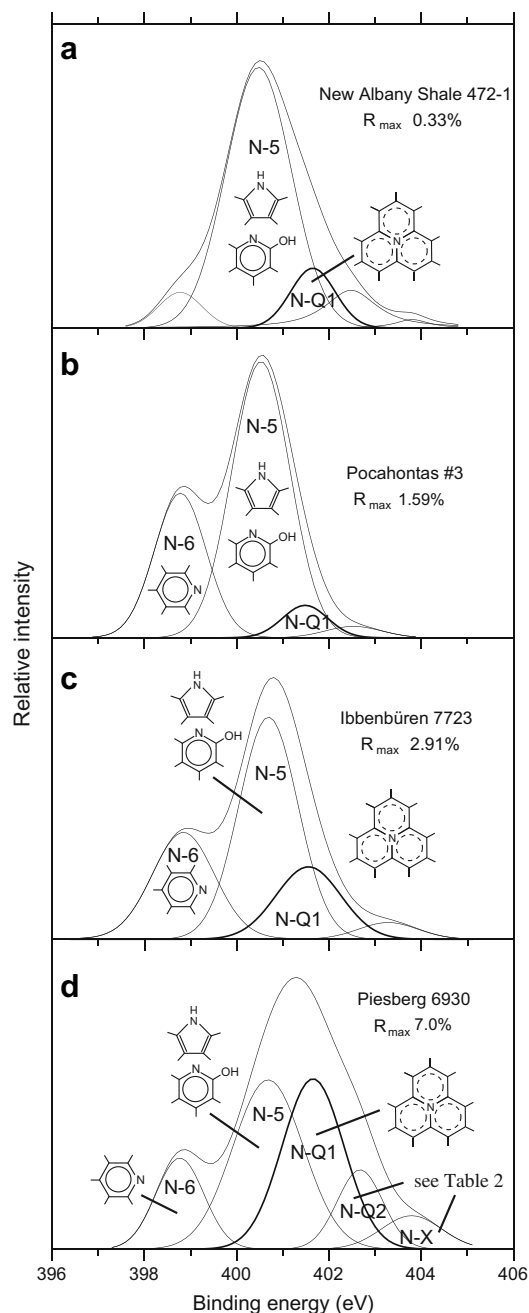 a
New Albany Shale 472-1
R max 0.33%
N-5
H
N
N
OH
N
N-Q1
b
N-5
H
N
Pocahontas #3
R max 1.59%
N
OH
N-6
N
N-Q1
c
H
N
Ibbenbüren 7723
R max 2.91%
N
OH
N-5
N
N-6
N
N-Q1
d
Piesberg 6930
R max 7.0%
H
N
N
OH
N-5
N
N-Q1
N
N-6
see Table 2
N-Q2
N-X
Relative intensity
396 398 400 402 404 406
Binding energy (eV)